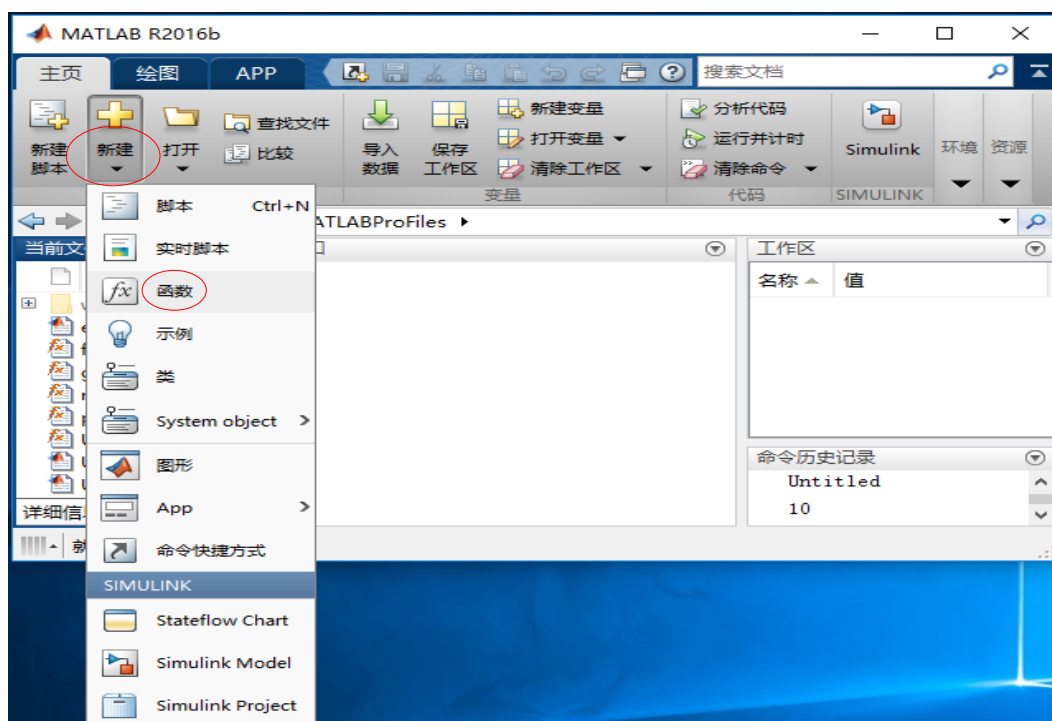 MATLAB R2016b
主页 绘图 APP 搜索文档
新建脚本 新建 打开 查找文件 比较 导入数据 保存工作区 新建变量 打开变量 清除工作区 分析代码 运行并计时 清除命令 Simulink 环境 资源
变量 代码 SIMULINK
ATLABProFiles
当前文 口 工作区
名称 值
脚本 Ctrl+N
实时脚本
fx 函数
示例
类
System object
图形
App
命令快捷方式
SIMULINK
Stateflow Chart
Simulink Model
Simulink Project
命令历史记录
Untitled
10
详细信
就